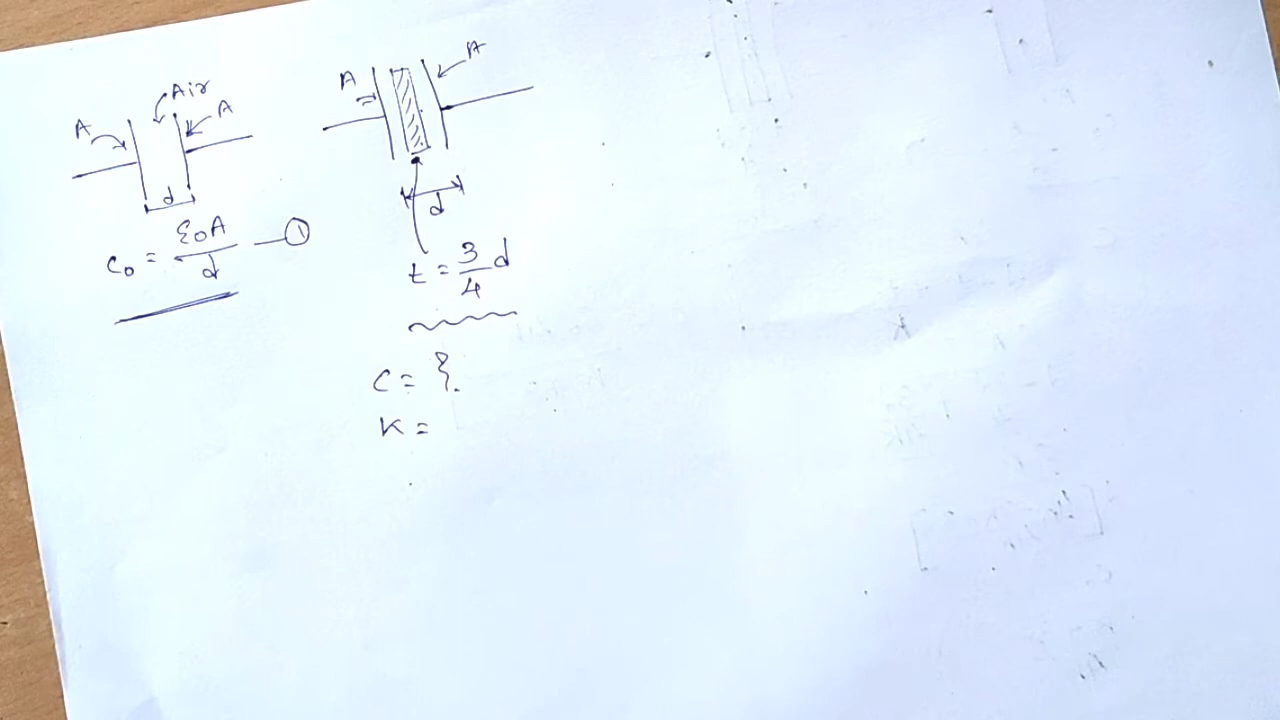 Air
A
A
d
C₀ = ε₀A/d — ①
A
A
d
t = 3/4 d
C = ?
K =